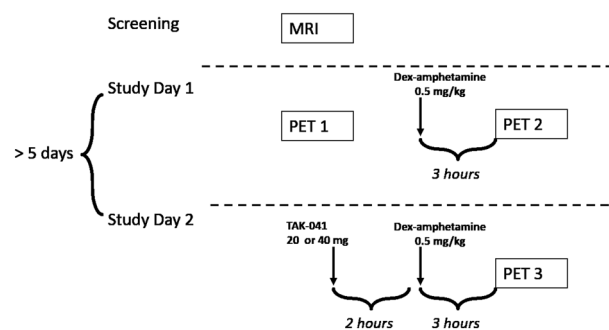 Screening
MRI
Study Day 1
Dex-amphetamine
0.5 mg/kg
PET 1
PET 2
> 5 days
3 hours
Study Day 2
TAK-041
20 or 40 mg
Dex-amphetamine
0.5 mg/kg
PET 3
2 hours
3 hours